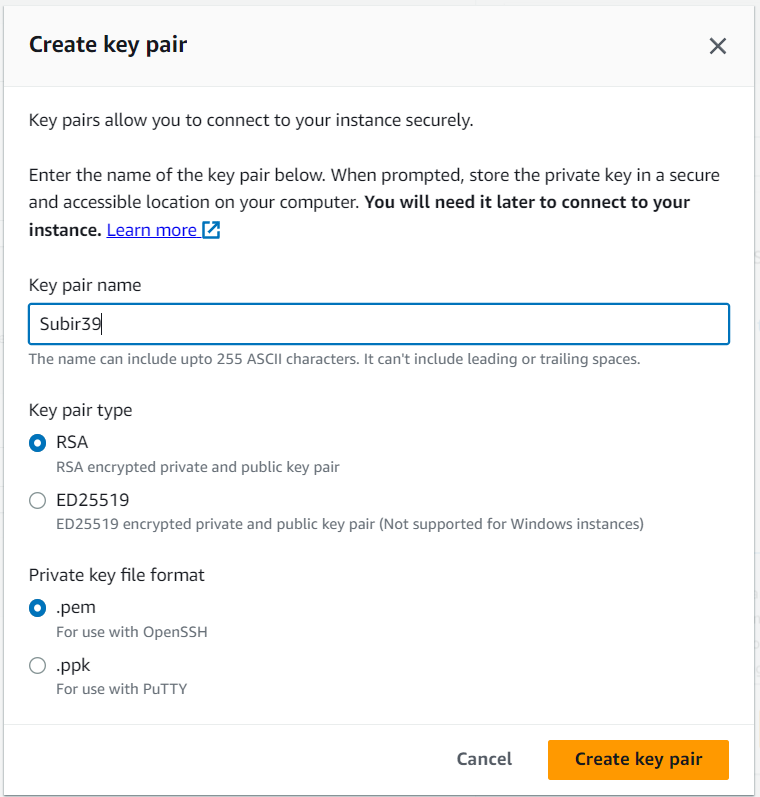 Create key pair
Key pairs allow you to connect to your instance securely.
Enter the name of the key pair below. When prompted, store the private key in a secure
and accessible location on your computer. You will need it later to connect to your
instance. Learn more
Key pair name
Subir39
The name can include upto 255 ASCII characters. It can't include leading or trailing spaces.
Key pair type
RSA
RSA encrypted private and public key pair
ED25519
ED25519 encrypted private and public key pair (Not supported for Windows instances)
Private key file format
.pem
For use with OpenSSH
.ppk
For use with PuTTY
Cancel
Create key pair